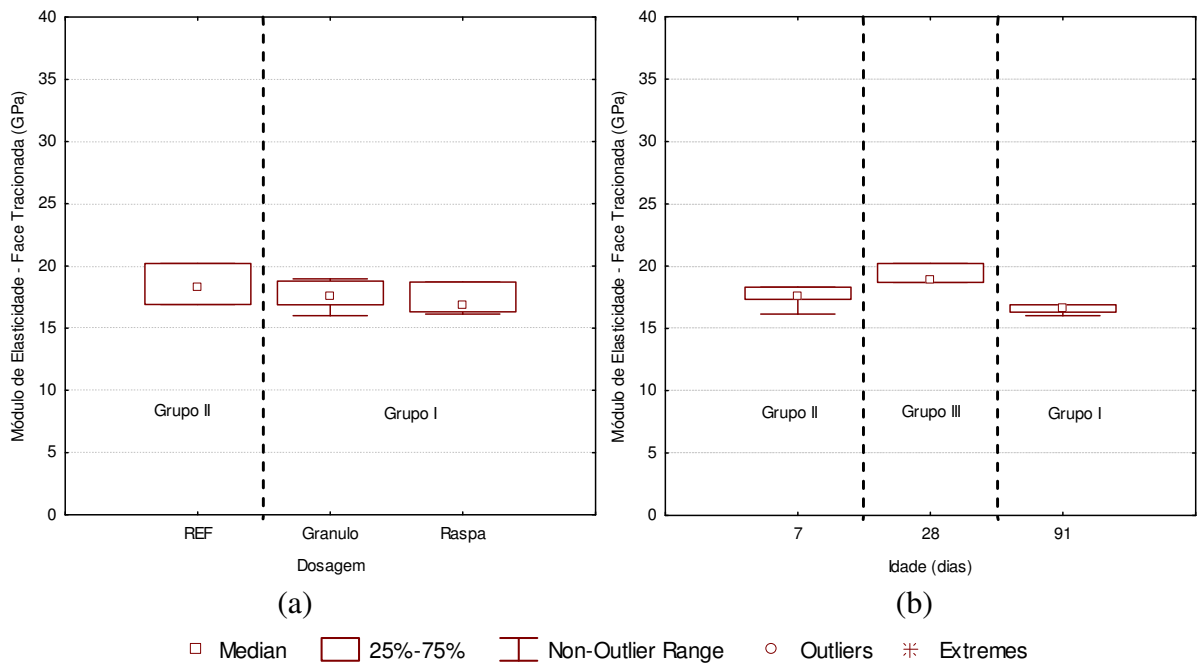 Módulo de Elasticidade - Face Tracionada (GPa)
40
35
30
25
20
15
10
5
0
Grupo II
Grupo I
REF
Granulo
Raspa
Dosagem
(a)
Módulo de Elasticidade - Face Tracionada (GPa)
40
35
30
25
20
15
10
5
0
Grupo II
Grupo III
Grupo I
7
28
91
Idade (dias)
(b)
Median
25%-75%
Non-Outlier Range
Outliers
Extremes